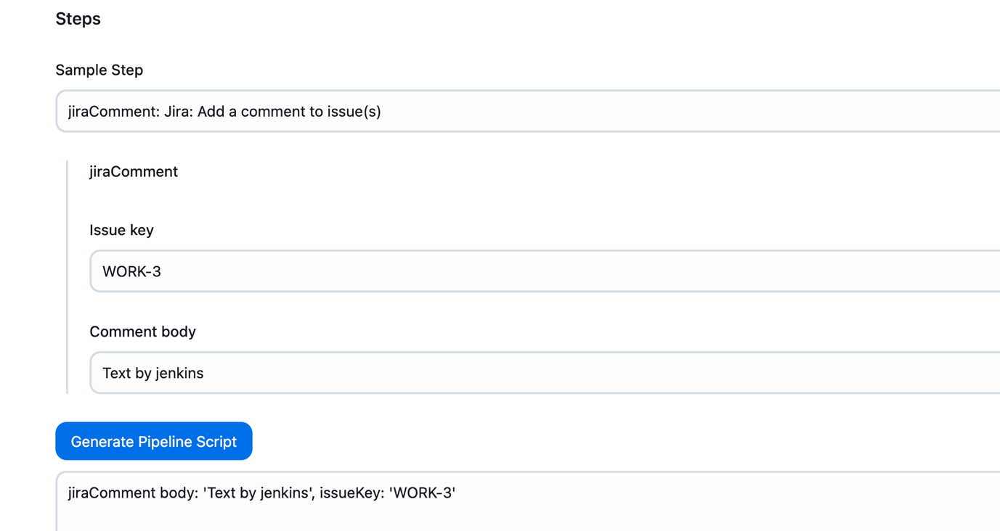 Steps
Sample Step
jiraComment: Jira: Add a comment to issue(s)
jiraComment
Issue key
WORK-3
Comment body
Text by jenkins
Generate Pipeline Script
jiraComment body: 'Text by jenkins', issueKey: 'WORK-3'